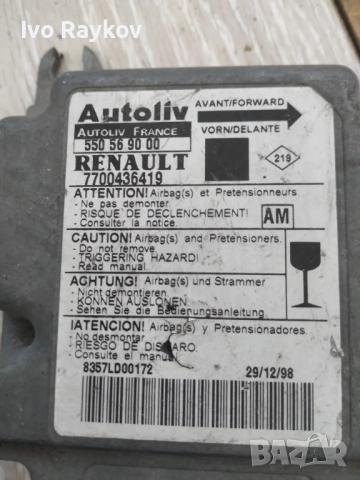 Ivo Raykov
Autoliv
AVANT/FORWARD
AUTOLIV FRANCE
VORN/DELANTE
550 56 90 00
RENAULT
7700436419
219
ATTENTION! Airbag(s) et Pretensionneurs.
- Ne pas demonter.
- RISQUE DE DECLENCHEMENT!
- Consulter la notice.
AM
CAUTION! Airbag(s) and Pretensioners.
- Do not remove.
- TRIGGERING HAZARD!
- Read manual.
ACHTUNG! Airbag(s) und Strammer
- Nicht demontieren.
- KONNEN AUSLOSEN.
- Sehen Sie die Bedienungsanleitung.
!ATENCION! Airbag(s) y Pretensionadores.
- No desmontar.
- RIESGO DE DISPARO.
- Consulte el manual
8357LD00172
29/12/98
BAZAR